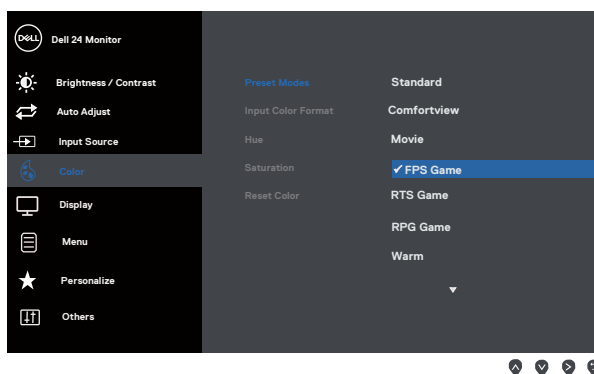 DELL Dell 24 Monitor
Brightness / Contrast
Auto Adjust
Input Source
Color
Display
Menu
Personalize
Others
Preset Modes
Input Color Format
Hue
Saturation
Reset Color
Standard
Comfortview
Movie
✔ FPS Game
RTS Game
RPG Game
Warm